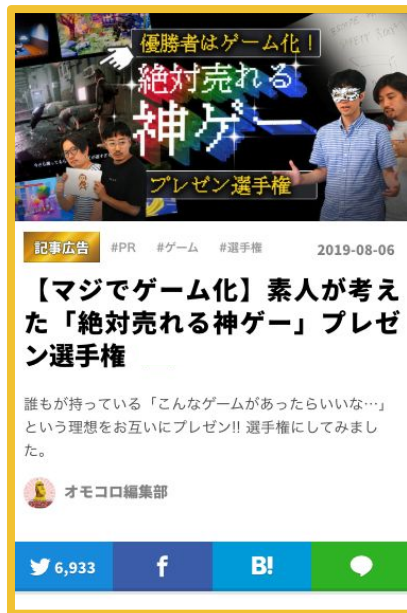 優勝者はゲーム化!
絶対売れる
神ゲー
プレゼン選手権
記事広告 #PR #ゲーム #選手権 2019-08-06
【マジでゲーム化】素人が考え
た「絶対売れる神ゲー」プレゼ
ン選手権
誰もが持っている「こんなゲームがあったらいいな…」
という理想をお互いにプレゼン!! 選手権にしてみまし
た。
オモコロ編集部
6,933 f B!